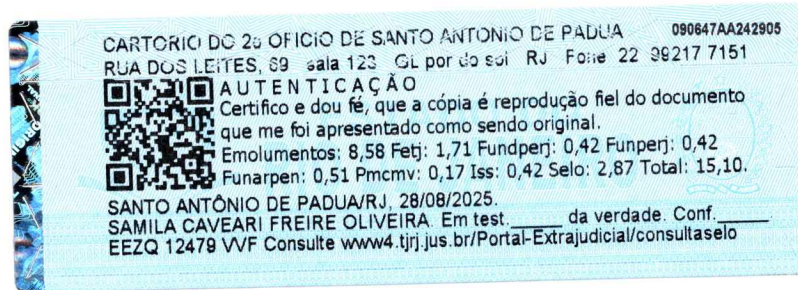 CARTORIO DO 2o OFICIO DE SANTO ANTONIO DE PADUA 090647AA242905
RUA DOS LEITES, 69 sala 123 GL por do sol RJ Fone 22 99217 7151
AUTENTICAÇÃO
Certifico e dou fé, que a cópia é reprodução fiel do documento
que me foi apresentado como sendo original.
Emolumentos: 8,58 Fetj: 1,71 Fundperj: 0,42 Funperj: 0,42
Funarpen: 0,51 Pmcmv: 0,17 Iss: 0,42 Selo: 2,87 Total: 15,10.
SANTO ANTÔNIO DE PADUA/RJ, 28/08/2025.
SAMILA CAVEARI FREIRE OLIVEIRA. Em test.______ da verdade. Conf.______
EEZQ 12479 VVF Consulte www4.tjrj.jus.br/Portal-Extrajudicial/consultaselo